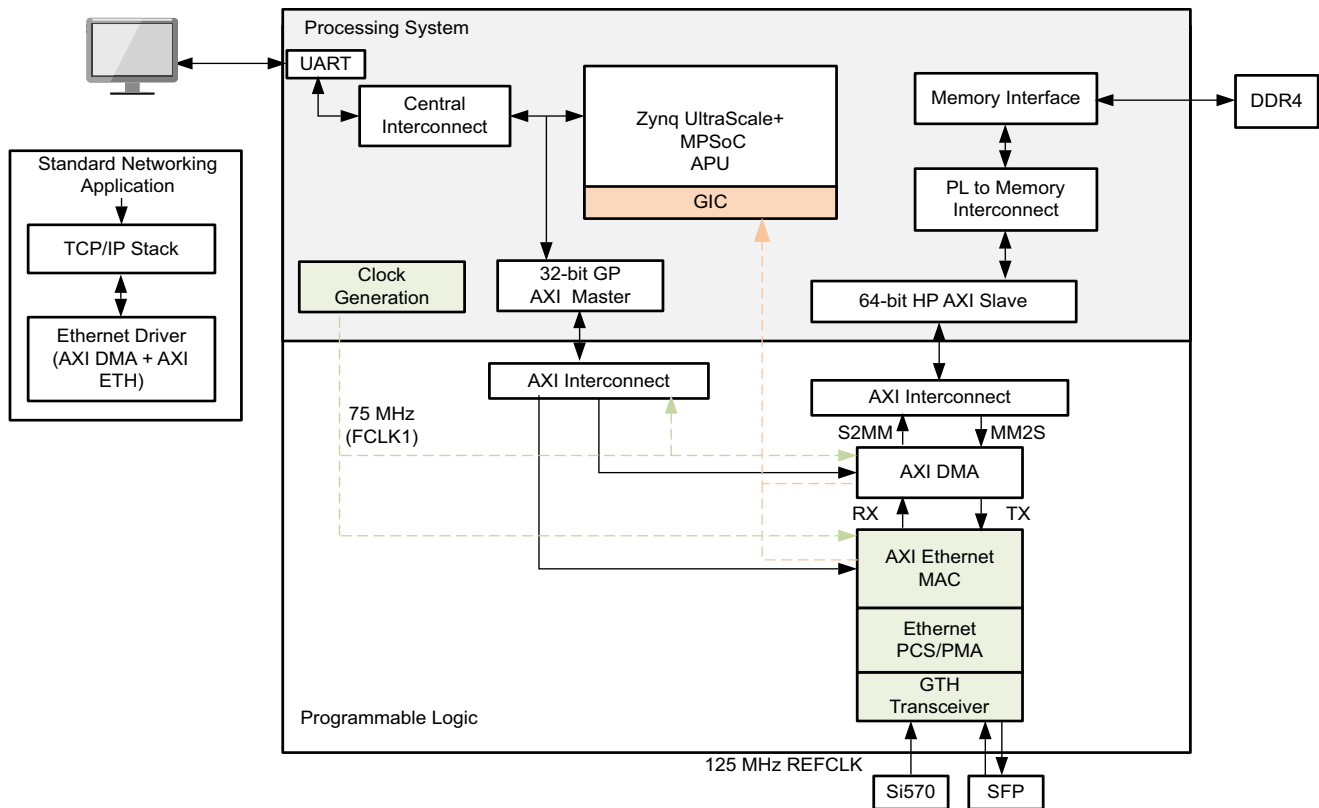 Processing System
UART
Central
Interconnect
Zynq UltraScale+
MPSoC
APU
GIC
Memory Interface
DDR4
PL to Memory
Interconnect
Standard Networking
Application
TCP/IP Stack
Ethernet Driver
(AXI DMA + AXI
ETH)
Clock
Generation
32-bit GP
AXI Master
64-bit HP AXI Slave
AXI Interconnect
AXI Interconnect
75 MHz
(FCLK1)
S2MM
MM2S
AXI DMA
RX
TX
AXI Ethernet
MAC
Ethernet
PCS/PMA
GTH
Transceiver
Programmable Logic
125 MHz REFCLK
Si570
SFP